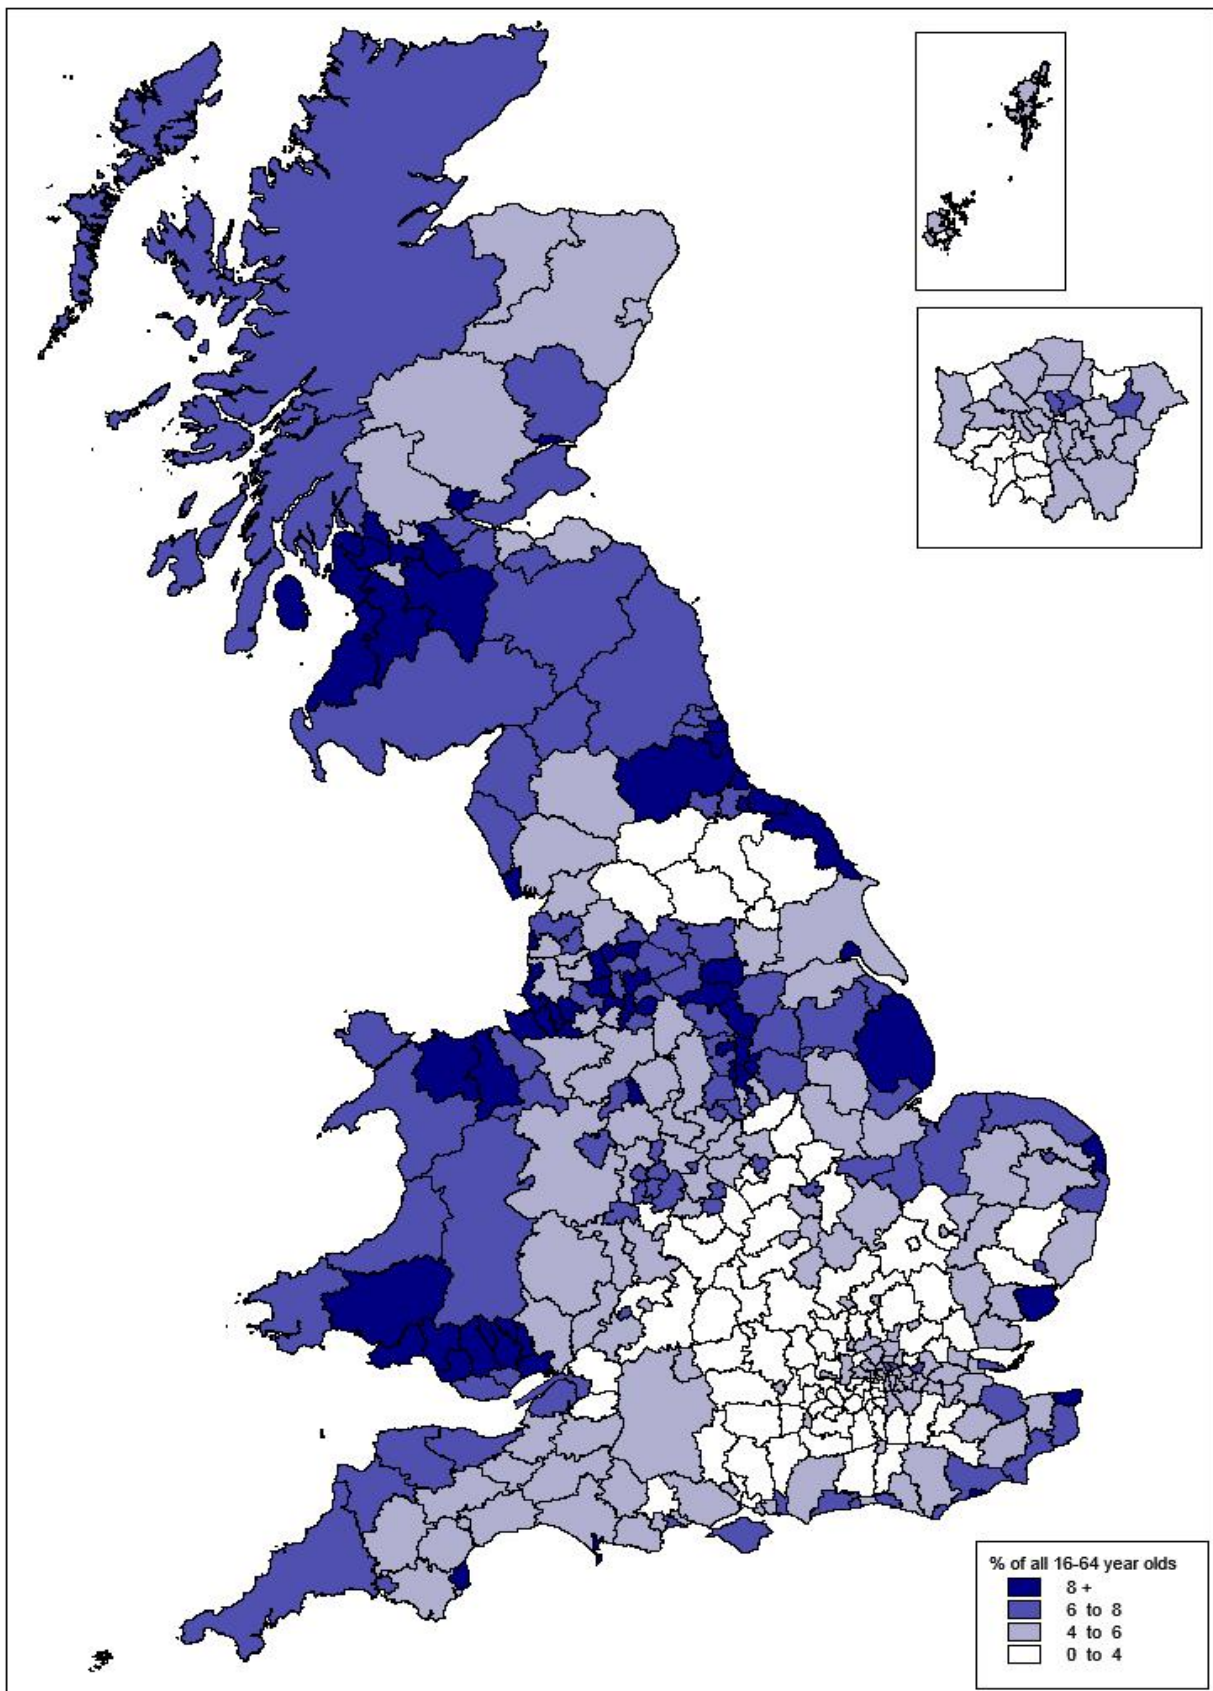 % of all 16-64 year olds
8 +
6 to 8
4 to 6
0 to 4